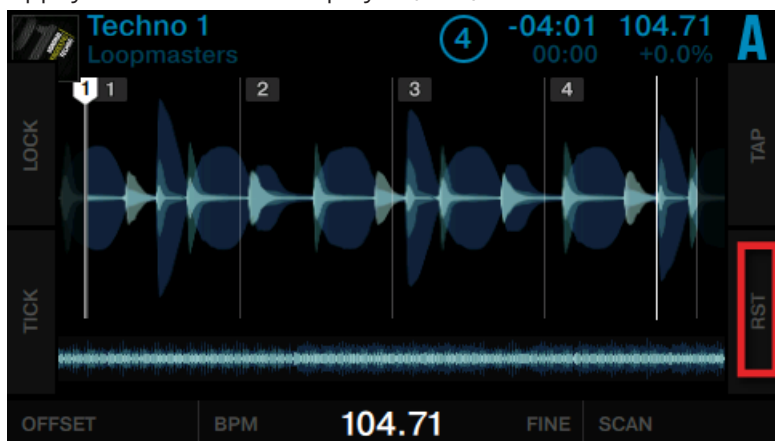 Techno 1
Loopmasters
4
-04:01 104.71
00:00 +0.0%
A
1 1 2 3 4
LOCK
TAP
TICK
RST
OFFSET BPM 104.71 FINE SCAN